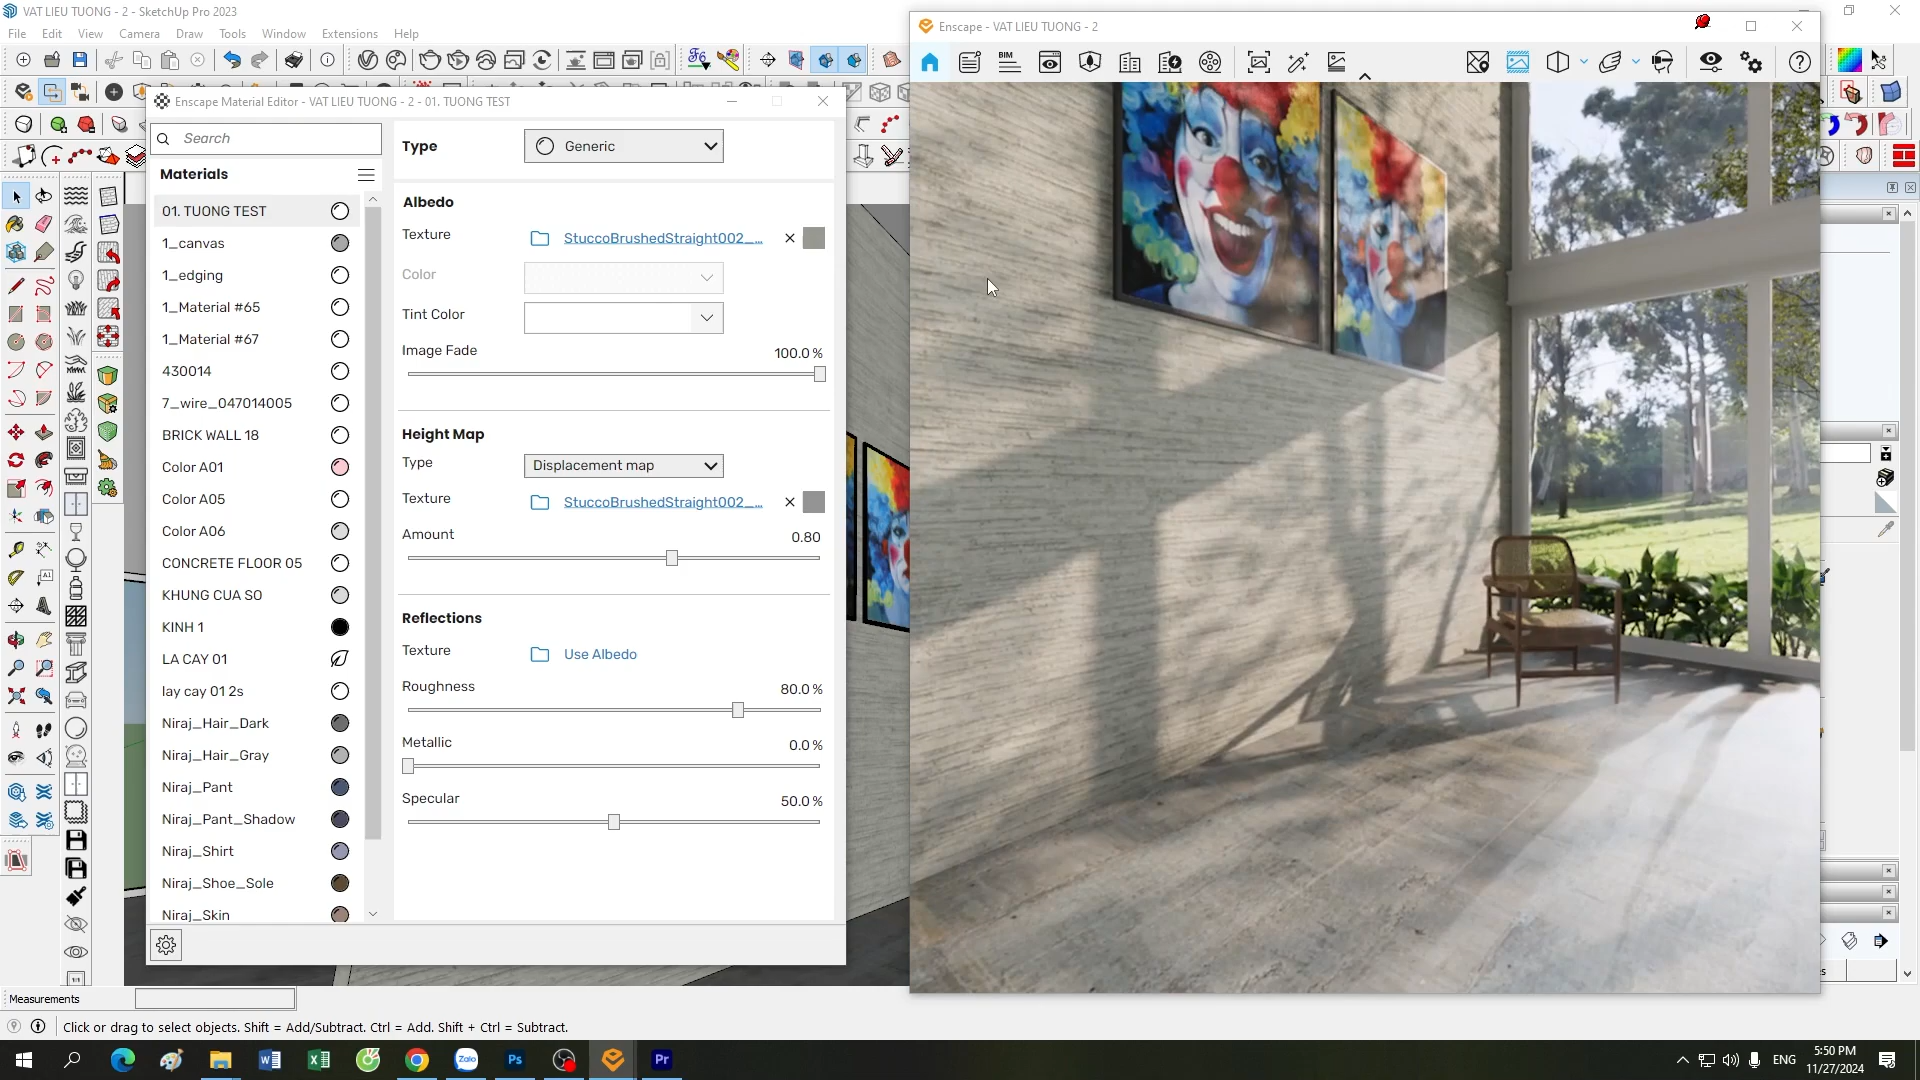 VAT LIEU TUONG - 2 - SketchUp Pro 2023
File Edit View Camera Draw Tools Window Extensions Help
Enscape - VAT LIEU TUONG - 2
BIM
Enscape Material Editor - VAT LIEU TUONG - 2 - 01. TUONG TEST
Search
Materials
01. TUONG TEST
1_canvas
1_edging
1_Material #65
1_Material #67
430014
7_wire_047014005
BRICK WALL 18
Color A01
Color A05
Color A06
CONCRETE FLOOR 05
KHUNG CUA SO
KINH 1
LA CAY 01
lay cay 01 2s
Niraj_Hair_Dark
Niraj_Hair_Gray
Niraj_Pant
Niraj_Pant_Shadow
Niraj_Shirt
Niraj_Shoe_Sole
Niraj_Skin
Type Generic
Albedo
Texture StuccoBrushedStraight002_...
Color
Tint Color
Image Fade 100.0 %
Height Map
Type Displacement map
Texture StuccoBrushedStraight002_...
Amount 0.80
Reflections
Texture Use Albedo
Roughness 80.0 %
Metallic 0.0 %
Specular 50.0 %
Measurements
Click or drag to select objects. Shift = Add/Subtract. Ctrl = Add. Shift + Ctrl = Subtract.
Zalo
Ps
Pr
ENG
5:50 PM
11/27/2024